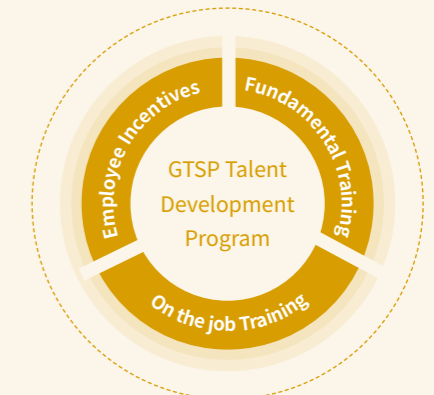 Employee Incentives
Fundamental Training
GTSP Talent
Development
Program
On the job Training